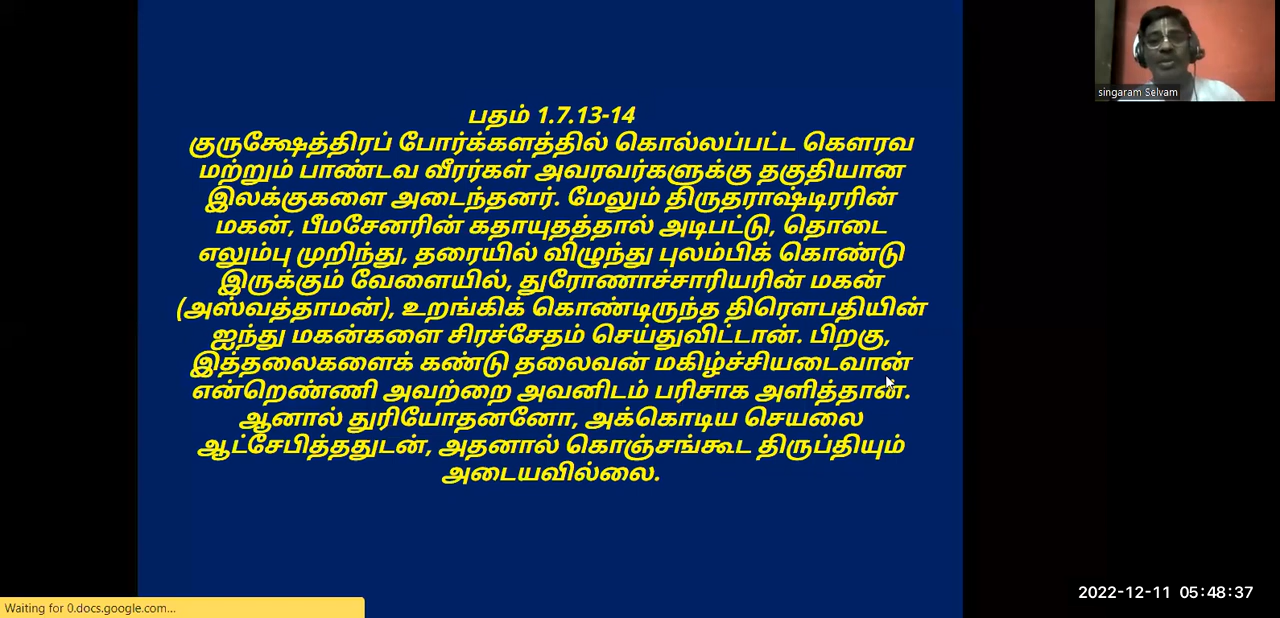 singaram Selvam
பதம் 1.7.13-14
குருக்ஷேத்திரப் போர்க்களத்தில் கொல்லப்பட்ட கௌரவ
மற்றும் பாண்டவ வீரர்கள் அவரவர்களுக்கு தகுதியான
இலக்குகளை அடைந்தனர். மேலும் திருதராஷ்டிரரின்
மகன், பீமசேனரின் கதாயுதத்தால் அடிபட்டு, தொடை
எலும்பு முறிந்து, தரையில் விழுந்து புலம்பிக் கொண்டு
இருக்கும் வேளையில், துரோணாச்சாரியரின் மகன்
(அஸ்வத்தாமன்), உறங்கிக் கொண்டிருந்த திரௌபதியின்
ஐந்து மகன்களை சிரச்சேதம் செய்துவிட்டான். பிறகு,
இத்தலைகளைக் கண்டு தலைவன் மகிழ்ச்சியடைவான்
என்றெண்ணி அவற்றை அவனிடம் பரிசாக அளித்தான்.
ஆனால் துரியோதனனோ, அக்கொடிய செயலை
ஆட்சேபித்ததுடன், அதனால் கொஞ்சங்கூட திருப்தியும்
அடையவில்லை.
2022-12-11 05:48:37
Waiting for 0.docs.google.com...